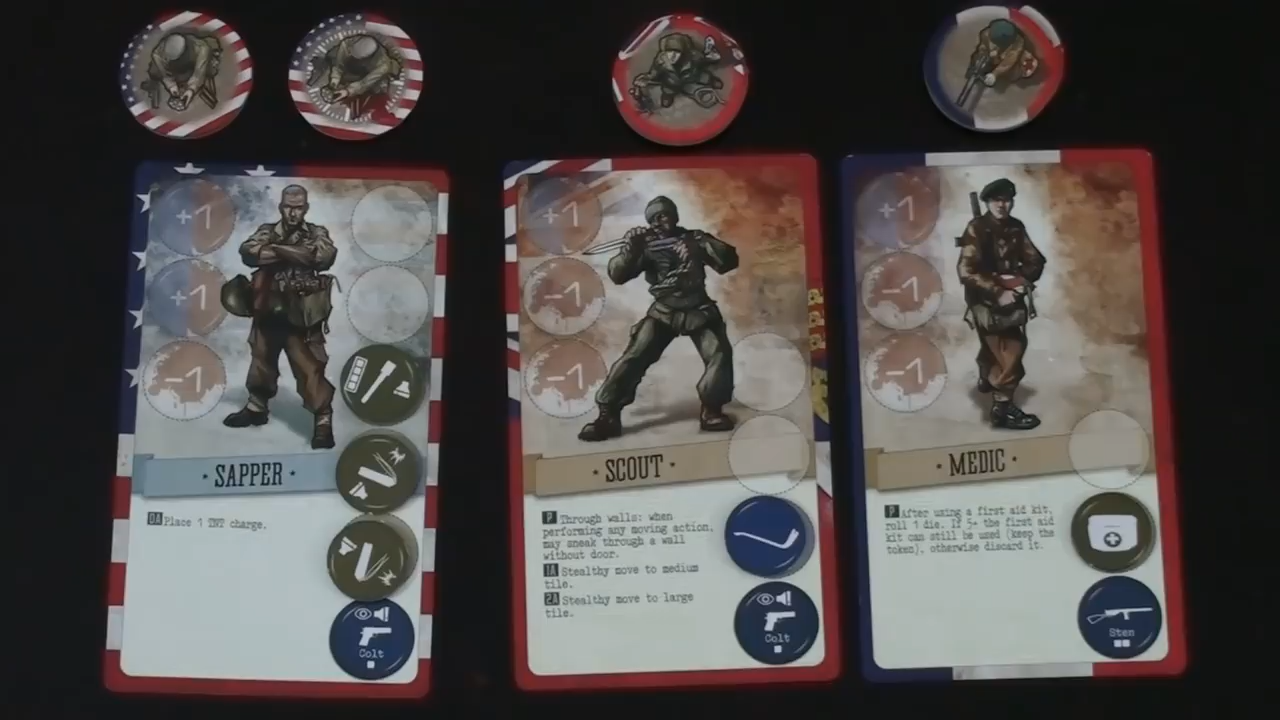 +1
+1
-1
· SAPPER ·
0A Place 1 TNT charge.
Colt
+1
-1
-1
· SCOUT ·
P Through walls: when
performing any moving action,
may sneak through a wall
without door.
1A Stealthy move to medium
tile.
2A Stealthy move to large
tile.
Colt
+1
-1
-1
· MEDIC ·
P After using a first aid kit,
roll 1 die. If 5+ the first aid
kit can still be used (keep the
token), otherwise discard it.
Sten